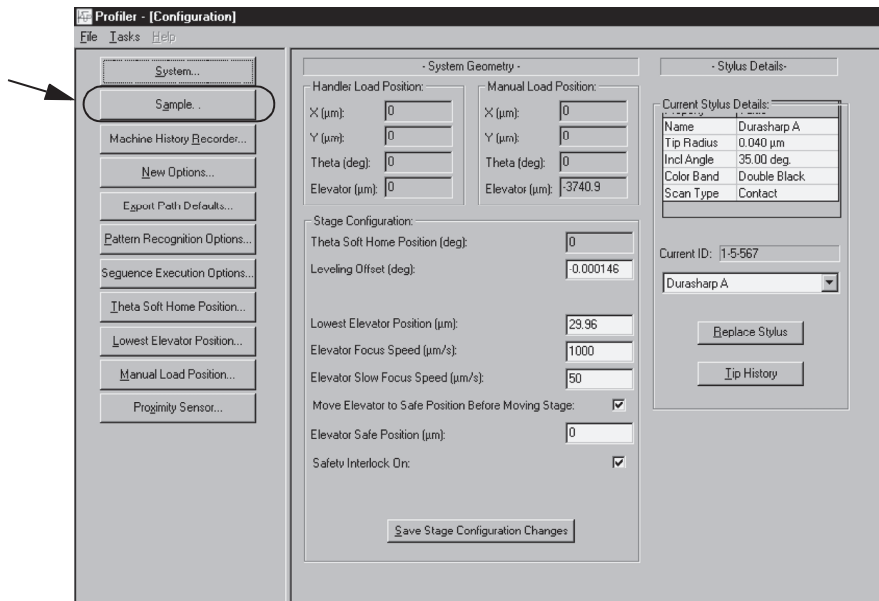 Profiler - [Configuration]
File Tasks Help
System...
Sample. .
Machine History Recorder...
New Options...
Export Path Defaults...
Pattern Recognition Options...
Sequence Execution Options...
Theta Soft Home Position...
Lowest Elevator Position...
Manual Load Position...
Proximity Sensor...
- System Geometry -
Handler Load Position:
X (µm): 0
Y (µm): 0
Theta (deg): 0
Elevator (µm): 0
Manual Load Position:
X (µm): 0
Y (µm): 0
Theta (deg): 0
Elevator (µm): -3740.9
Stage Configuration:
Theta Soft Home Position (deg): 0
Leveling Offset (deg): -0.000146
Lowest Elevator Position (µm): 29.96
Elevator Focus Speed (µm/s): 1000
Elevator Slow Focus Speed (µm/s): 50
Move Elevator to Safe Position Before Moving Stage:
Elevator Safe Position (µm): 0
Safety Interlock On:
Save Stage Configuration Changes
- Stylus Details-
Current Stylus Details:
Name Durasharp A
Tip Radius 0.040 µm
Incl Angle 35.00 deg.
Color Band Double Black
Scan Type Contact
Current ID: 1-5-567
Durasharp A
Replace Stylus
Tip History